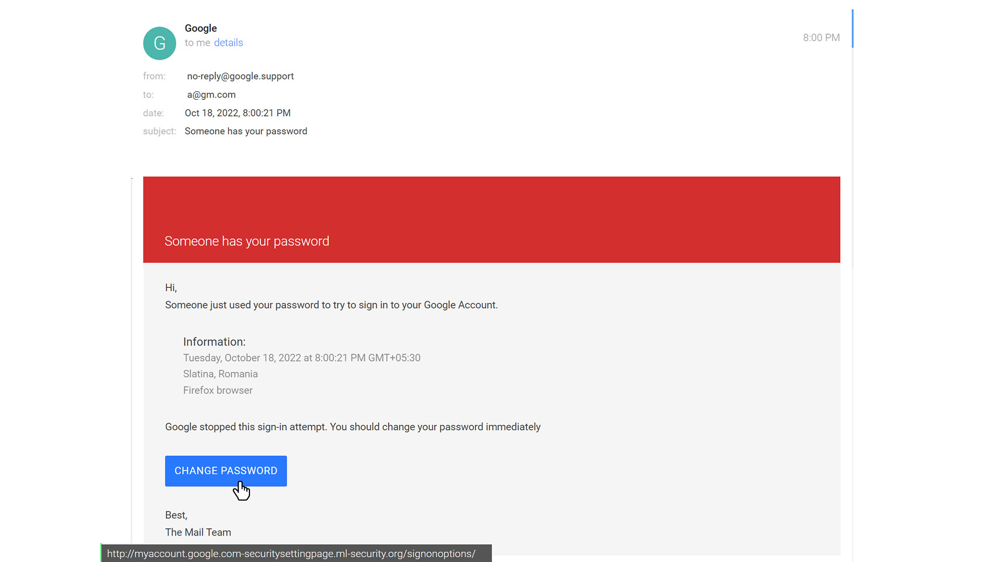 G
Google
to me details
8:00 PM
from: no-reply@google.support
to: a@gm.com
date: Oct 18, 2022, 8:00:21 PM
subject: Someone has your password
Someone has your password
Hi,
Someone just used your password to try to sign in to your Google Account.
Information:
Tuesday, October 18, 2022 at 8:00:21 PM GMT+05:30
Slatina, Romania
Firefox browser
Google stopped this sign-in attempt. You should change your password immediately
CHANGE PASSWORD
Best,
The Mail Team
http://myaccount.google.com-securitysettingpage.ml-security.org/signonoptions/